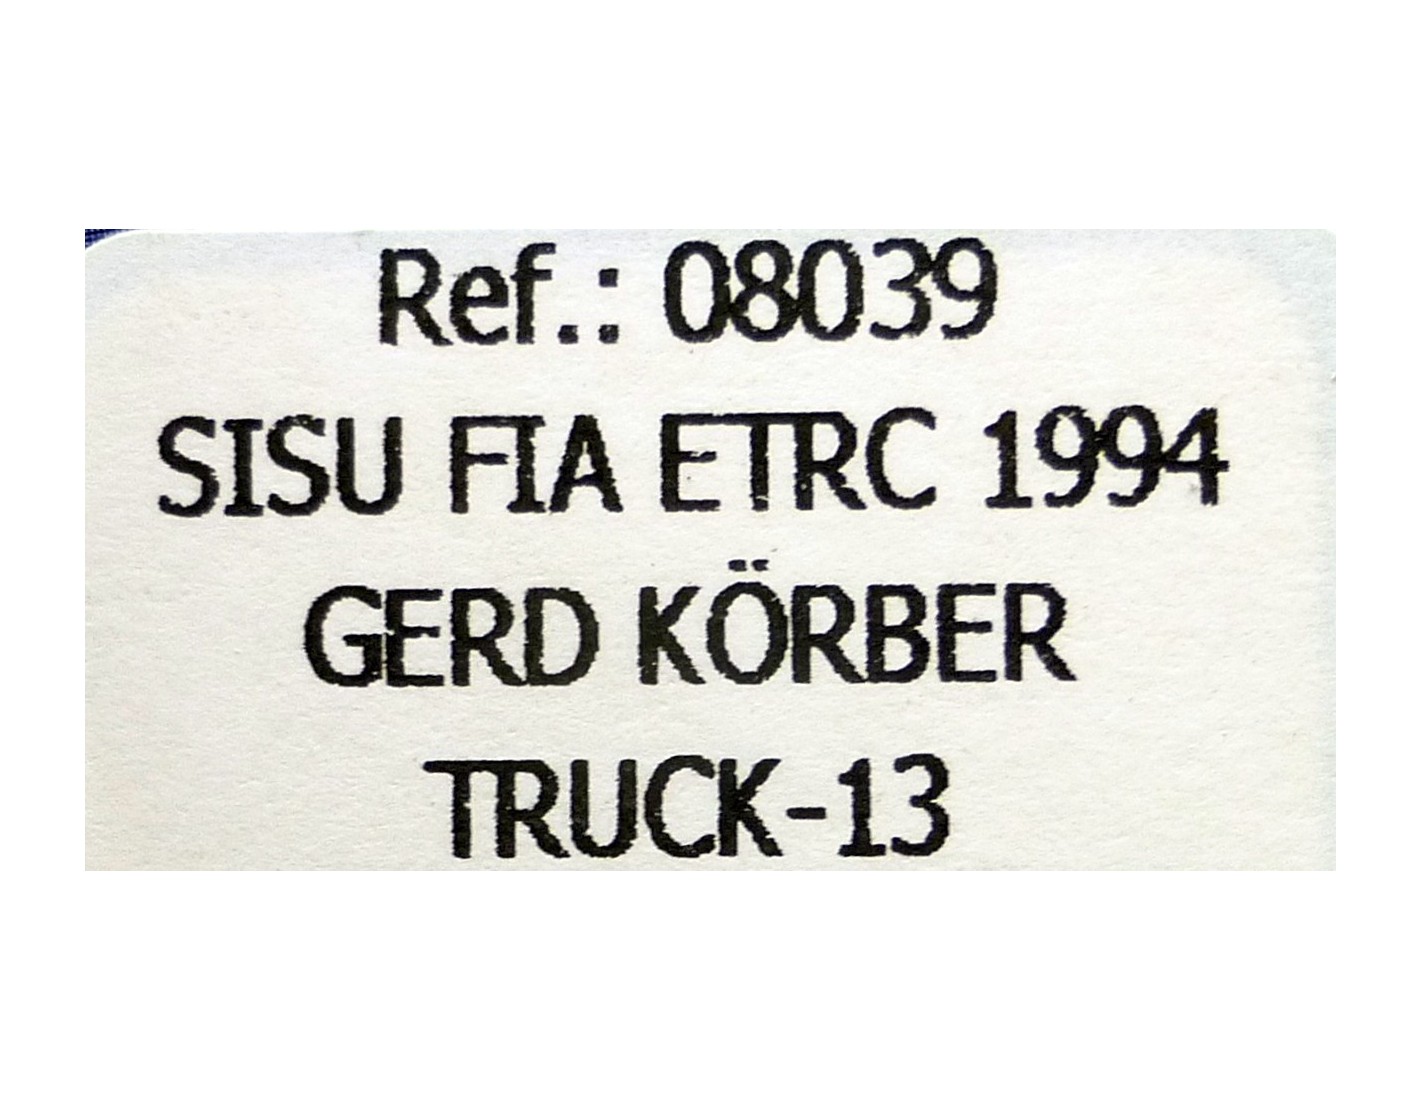 Ref.: 08039
SISU FIA ETRC 1994
GERD KÖRBER
TRUCK-13